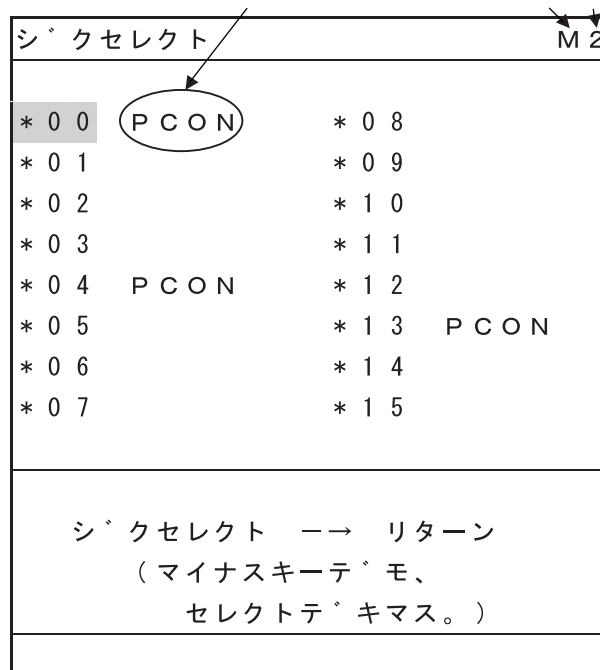 シ゛クセレクト M2
*00 PCON *08
*01 *09
*02 *10
*03 *11
*04 PCON *12
*05 *13 PCON
*06 *14
*07 *15
シ゛クセレクト ―→ リターン
（マイナスキーテ゛モ、
セレクトテ゛キマス。）